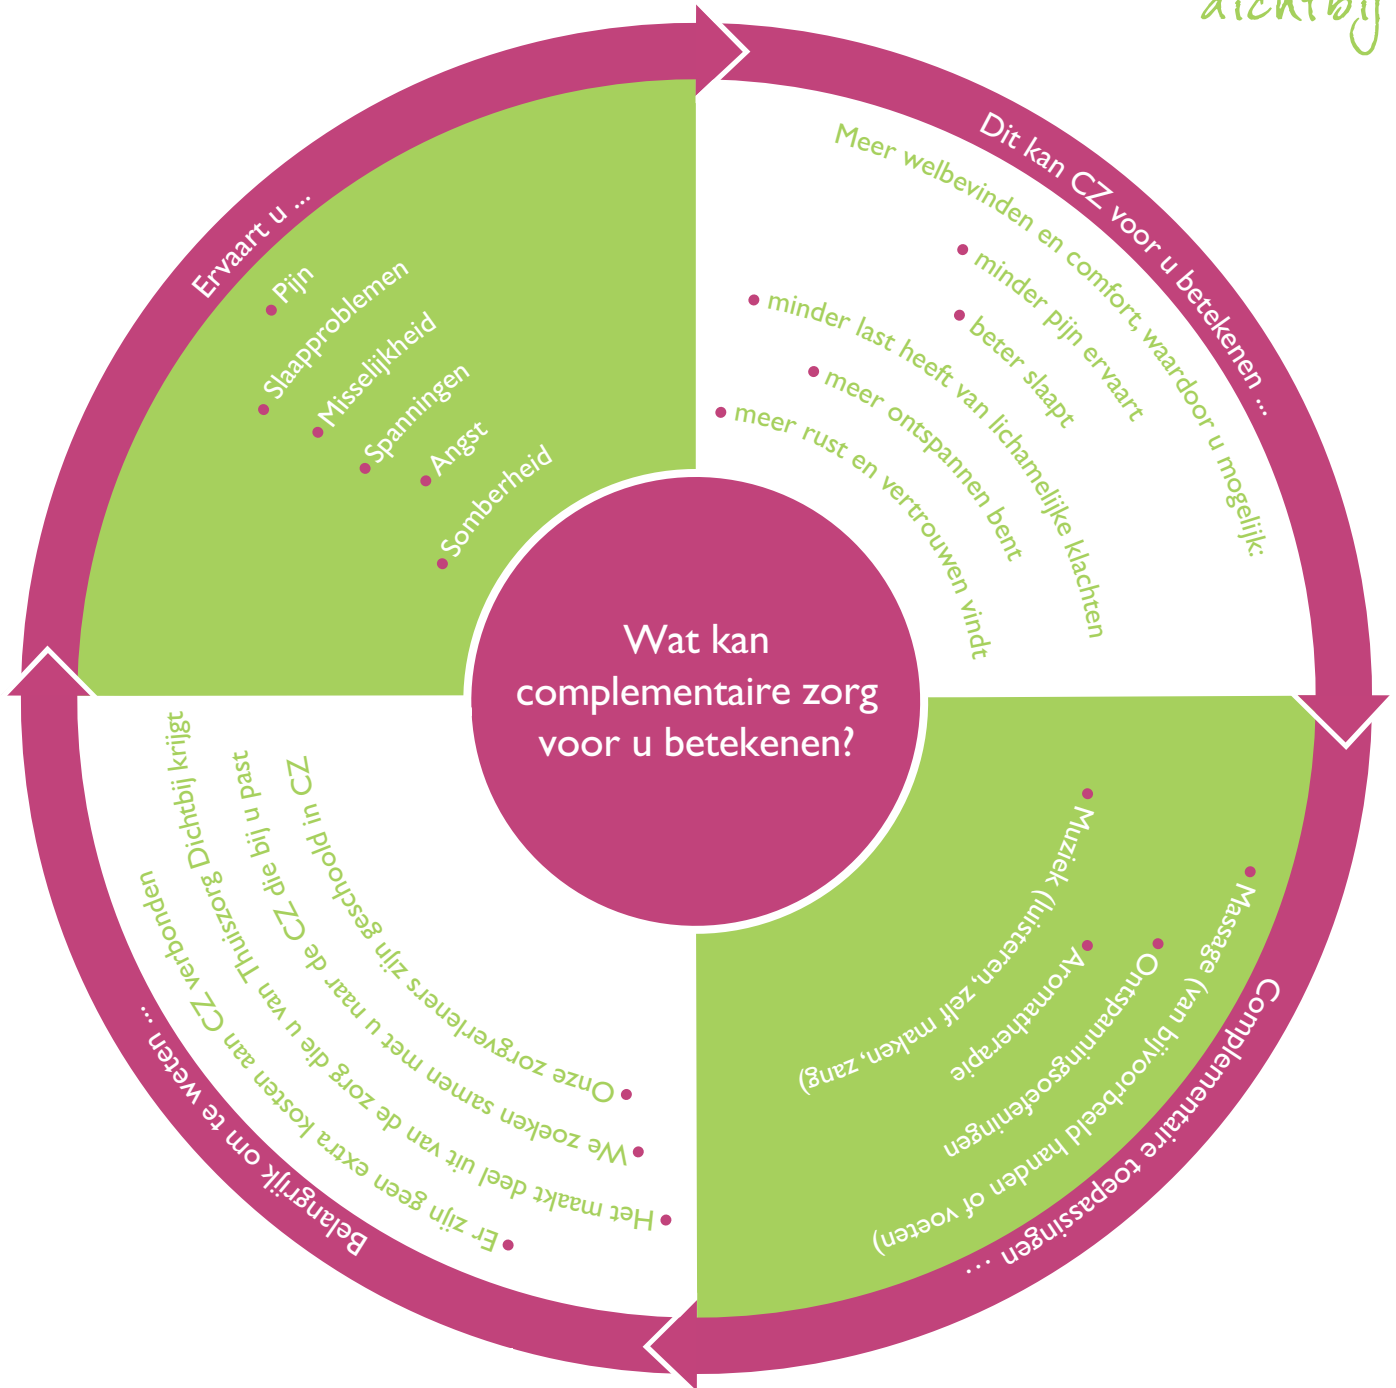 dichtbij
Ervaart u ...
• Pijn
• Slaapproblemen
• Misselijkheid
• Spanningen
• Angst
• Somberheid
Dit kan CZ voor u betekenen ...
Meer welbevinden en comfort, waardoor u mogelijk:
• minder pijn ervaart
• beter slaapt
• minder last heeft van lichamelijke klachten
• meer ontspannen bent
• meer rust en vertrouwen vindt
Wat kan
complementaire zorg
voor u betekenen?
Complementaire toepassingen ...
• Massage (van bijvoorbeeld handen of voeten)
• Ontspanningsoefeningen
• Aromatherapie
• Muziek (luisteren, zelf maken, zang)
Belangrijk om te weten ...
• Onze zorgverleners zijn geschoold in CZ
• We zoeken samen met u naar de CZ die bij u past
• Het maakt deel uit van de zorg die u van Thuiszorg Dichtbij krijgt
• Er zijn geen extra kosten aan CZ verbonden